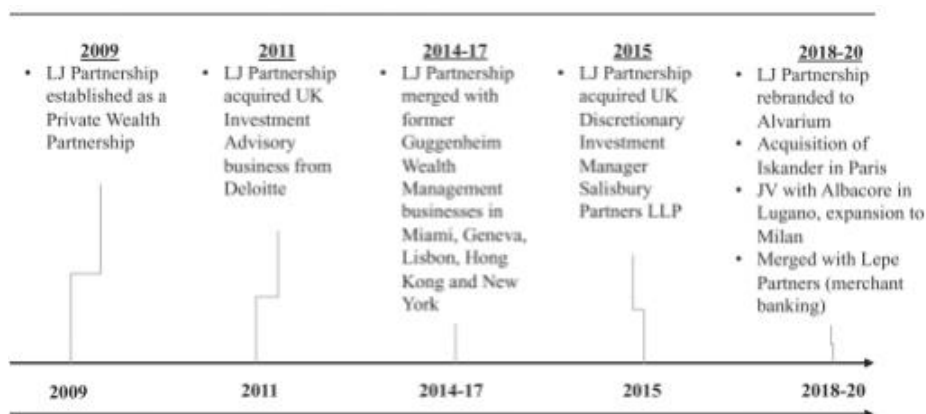 2009
• LJ Partnership
established as a
Private Wealth
Partnership
2011
• LJ Partnership
acquired UK
Investment
Advisory
business from
Deloitte
2014-17
• LJ Partnership
merged with
former
Guggenheim
Wealth
Management
businesses in
Miami, Geneva,
Lisbon, Hong
Kong and New
York
2015
• LJ Partnership
acquired UK
Discretionary
Investment
Manager
Salisbury
Partners LLP
2018-20
• LJ Partnership
rebranded to
Alvarium
• Acquisition of
Iskander in Paris
• JV with Albacore in
Lugano, expansion to
Milan
• Merged with Lepe
Partners (merchant
banking)
2009
2011
2014-17
2015
2018-20